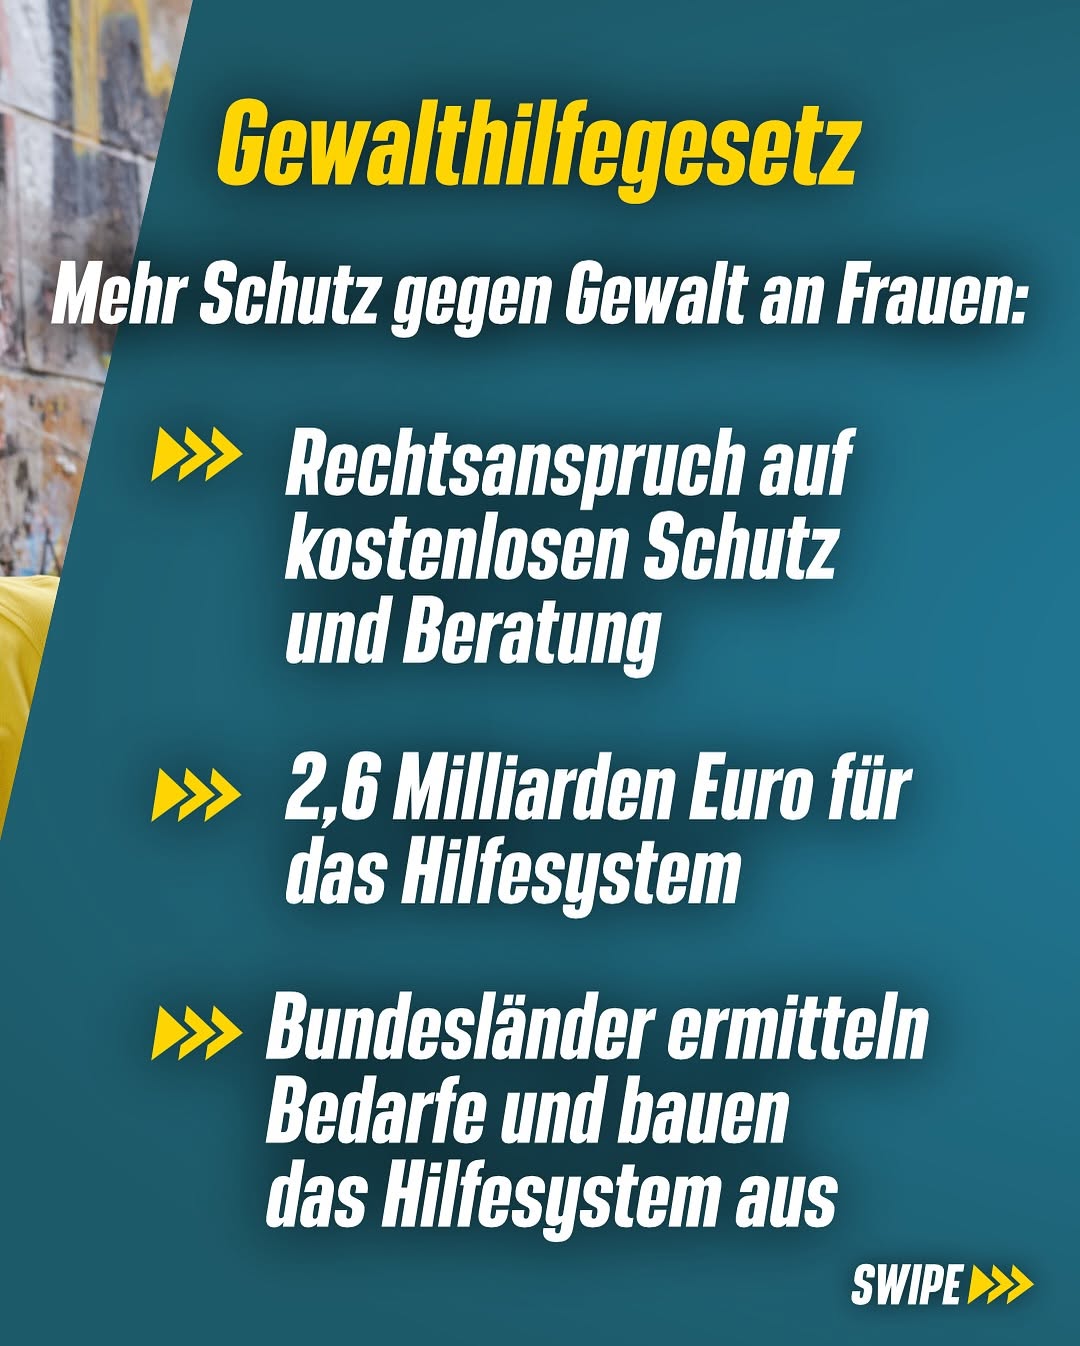 Gewalthilfegesetz
Mehr Schutz gegen Gewalt an Frauen:
Rechtsanspruch auf
kostenlosen Schutz
und Beratung
2,6 Milliarden Euro für
das Hilfesystem
Bundesländer ermitteln
Bedarfe und bauen
das Hilfesystem aus
SWIPE